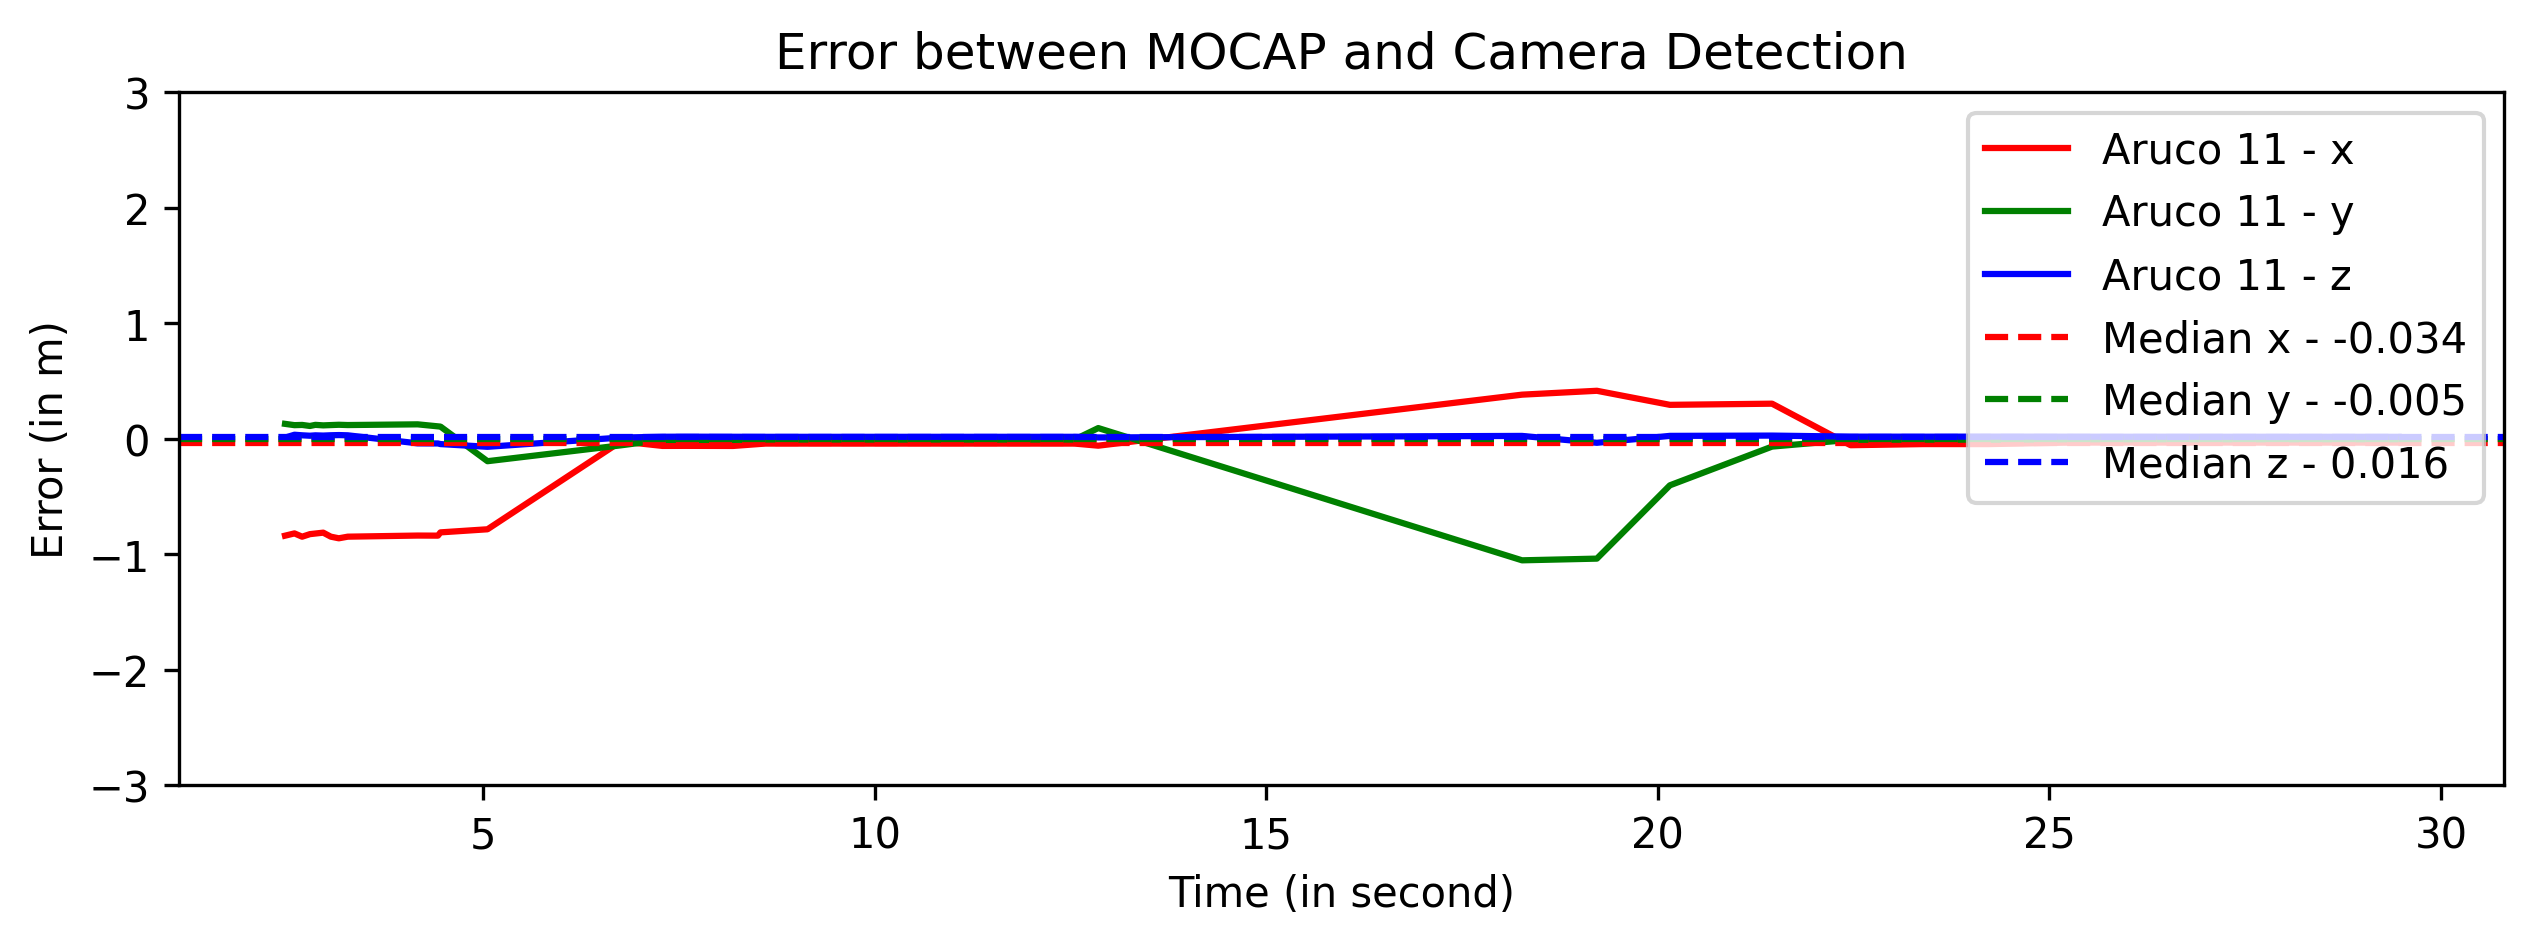 Error between MOCAP and Camera Detection
3
2
1
0
−1
−2
−3
Error (in m)
Aruco 11 - x
Aruco 11 - y
Aruco 11 - z
Median x - -0.034
Median y - -0.005
Median z - 0.016
5 10 15 20 25 30
Time (in second)